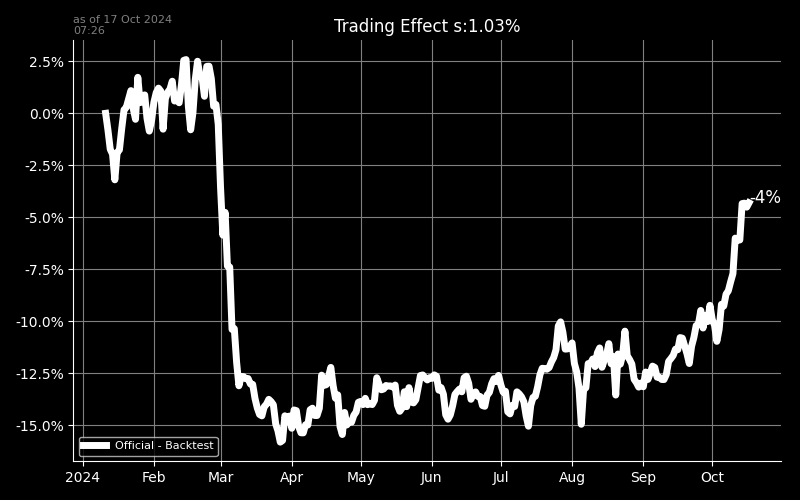 as of 17 Oct 2024
07:26
Trading Effect s:1.03%
2.5%
0.0%
-2.5%
-5.0%
-7.5%
-10.0%
-12.5%
-15.0%
-4%
Official - Backtest
2024 Feb Mar Apr May Jun Jul Aug Sep Oct